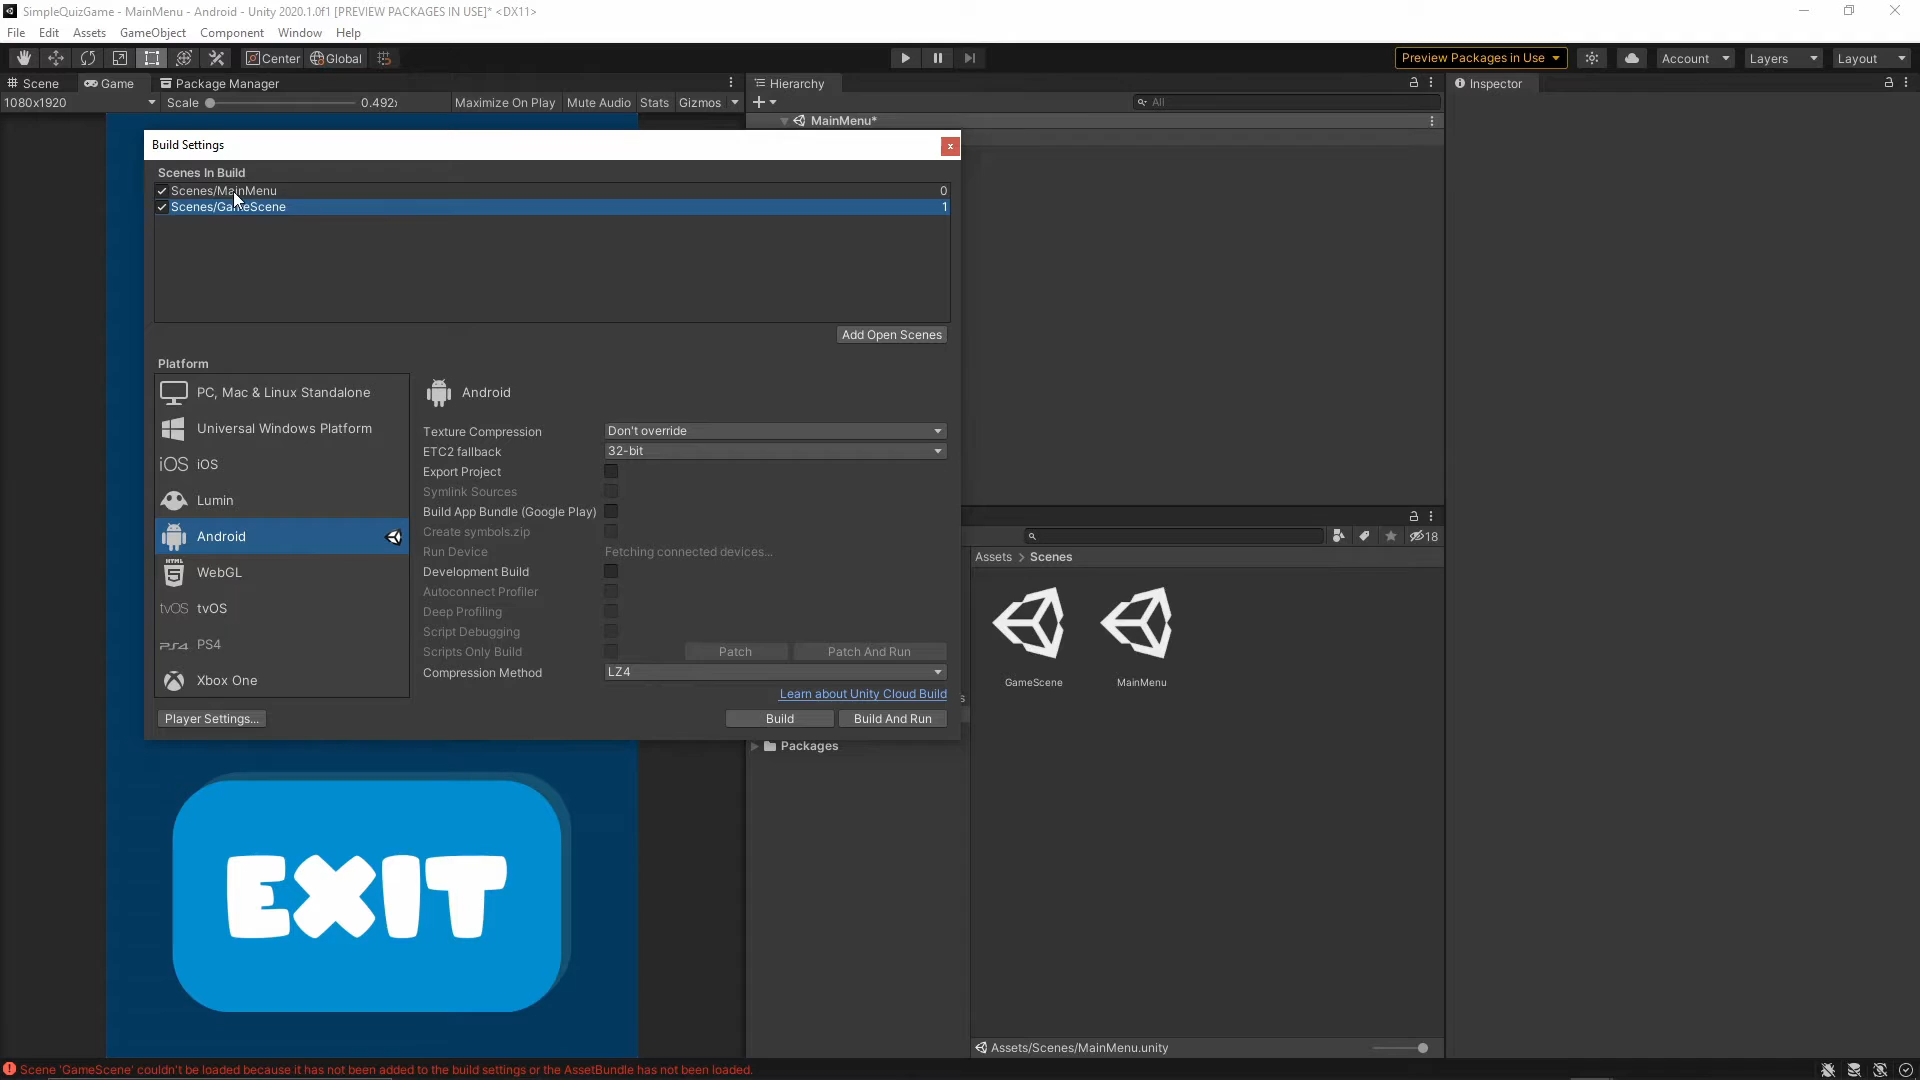 SimpleQuizGame - MainMenu - Android - Unity 2020.1.0f1 [PREVIEW PACKAGES IN USE]* <DX11>
File Edit Assets GameObject Component Window Help
Center Global Preview Packages in Use Account Layers Layout
Scene Game Package Manager Hierarchy Inspector
1080x1920 Scale 0.492 Maximize On Play Mute Audio Stats Gizmos All
MainMenu*
Build Settings x
Scenes In Build
Scenes/MainMenu 0
Scenes/GameScene 1
Add Open Scenes
Platform
PC, Mac & Linux Standalone
Universal Windows Platform
iOS iOS
Lumin
Android
HTML 5 WebGL
tvOS tvOS
PS4 PS4
Xbox One
Android
Texture Compression Don't override
ETC2 fallback 32-bit
Export Project
Symlink Sources
Build App Bundle (Google Play)
Create symbols.zip
Run Device Fetching connected devices...
Development Build
Autoconnect Profiler
Deep Profiling
Script Debugging
Scripts Only Build Patch Patch And Run
Compression Method LZ4
Learn about Unity Cloud Build
Player Settings... Build Build And Run
18
Assets > Scenes
GameScene MainMenu
Packages
EXIT
Assets/Scenes/MainMenu.unity
Scene 'GameScene' couldn't be loaded because it has not been added to the build settings or the AssetBundle has not been loaded.